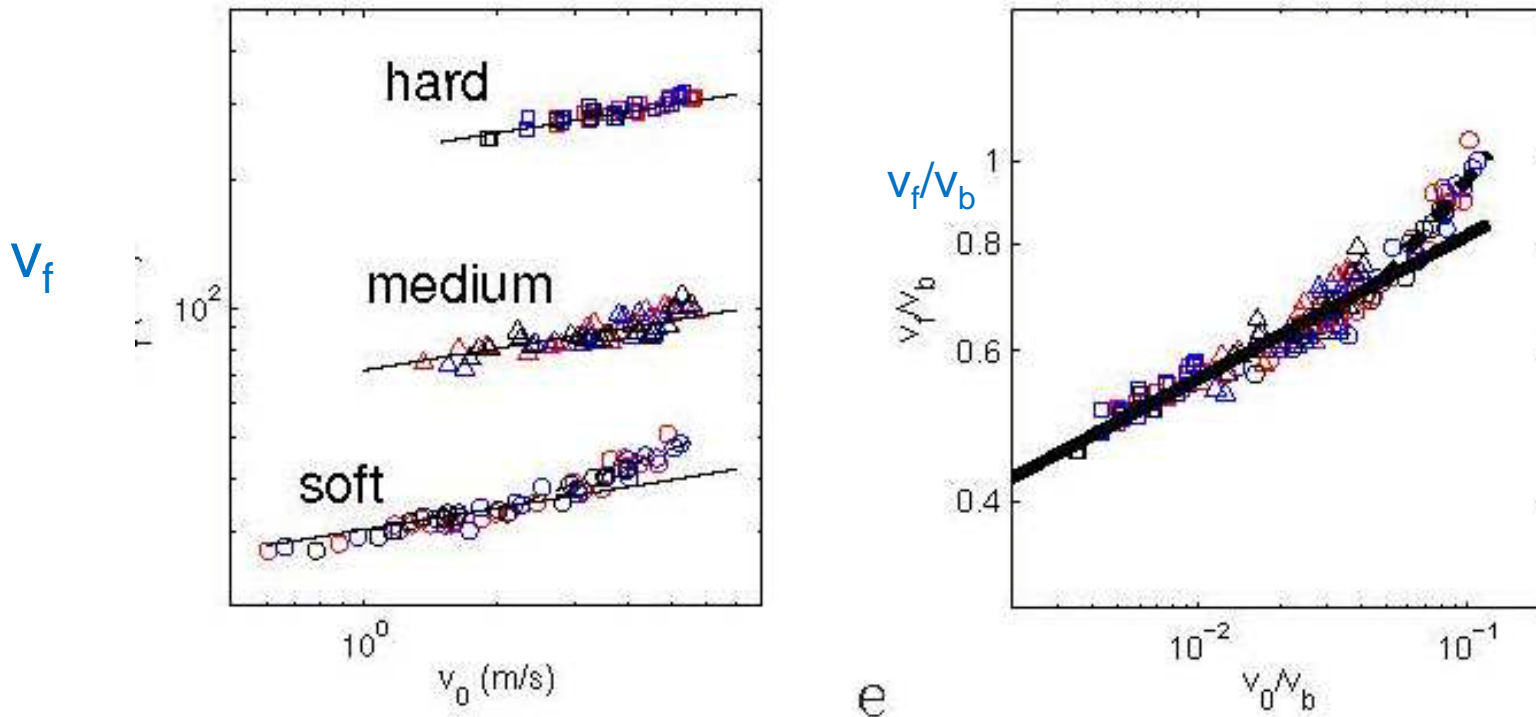 hard
medium
soft
v_f
10^2
10^0
v_0 (m/s)
v_f/v_b
v_f/v_b
1
0.8
0.6
0.4
10^-2
10^-1
v_0/v_b
e